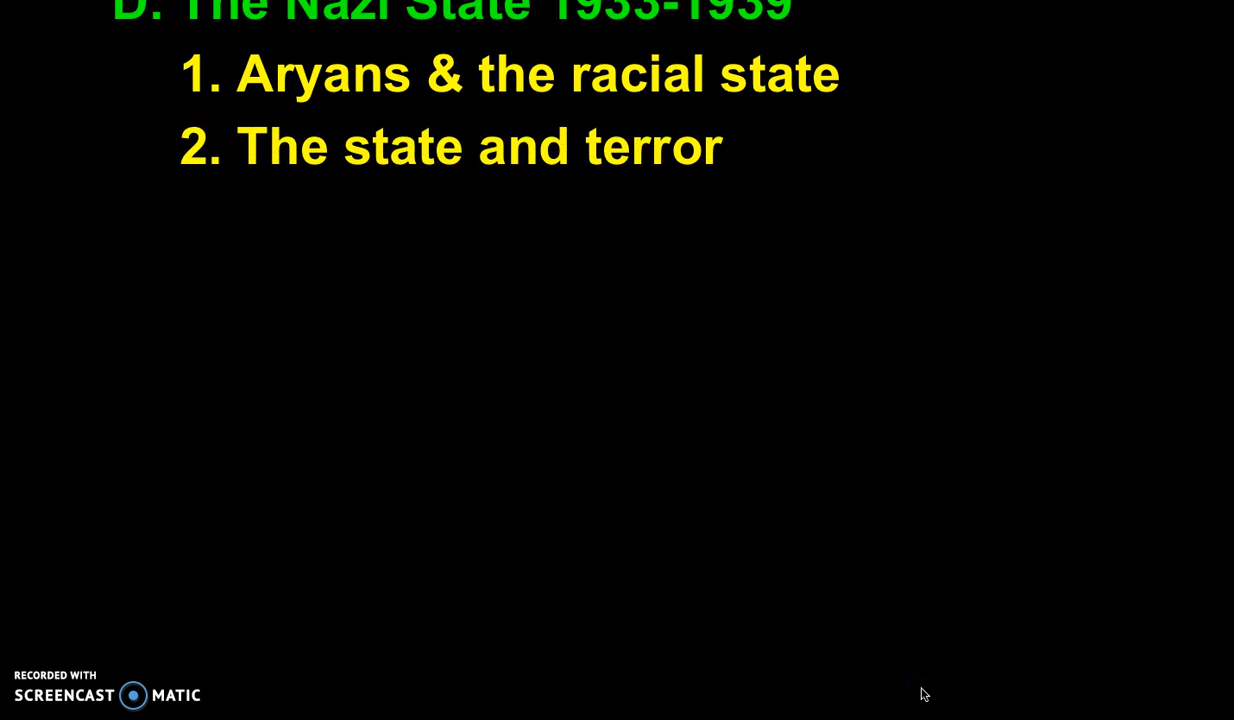 D. The Nazi State 1933-1939
1. Aryans & the racial state
2. The state and terror
RECORDED WITH
SCREENCAST MATIC